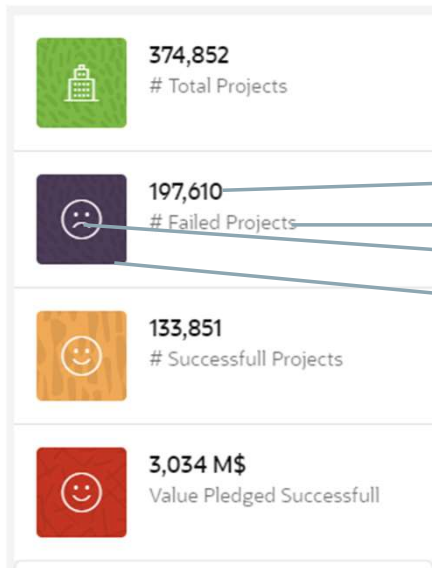 374,852
# Total Projects
197,610
# Failed Projects
133,851
# Successfull Projects
3,034 M$
Value Pledged Successfull